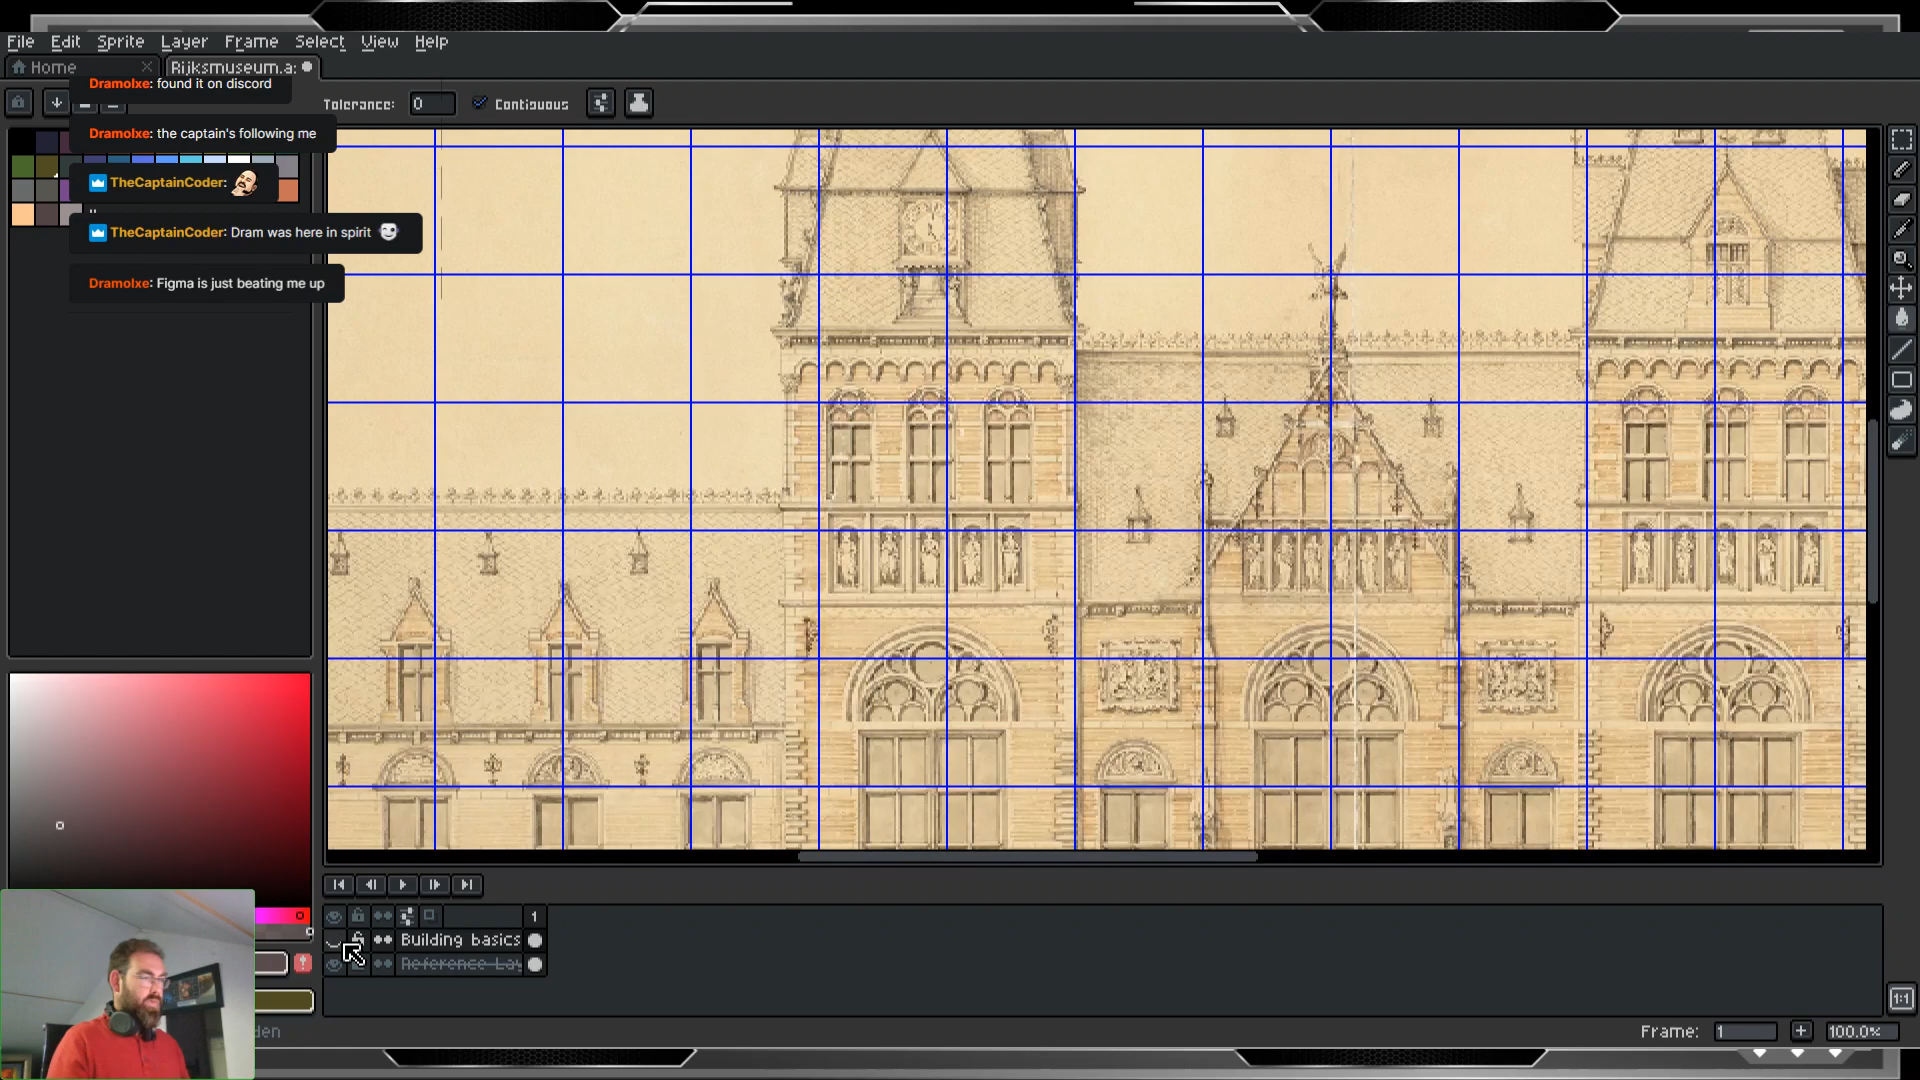 File Edit Sprite Layer Frame Select View Help
Home Rijksmuseum.a:
Dramolxe: found it on discord
Tolerance: 0 Contiguous
Dramolxe: the captain's following me
TheCaptainCoder:
TheCaptainCoder: Dram was here in spirit
Dramolxe: Figma is just beating me up
1
Building basics
Reference Lay
den
1:1
Frame: 1 + 100.0%